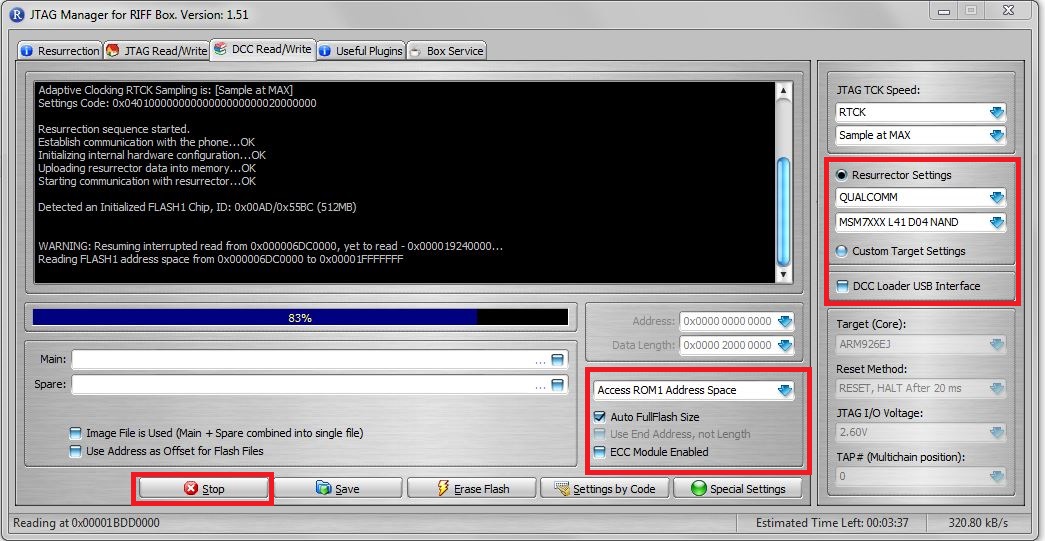 JTAG Manager for RIFF Box. Version: 1.51
Resurrection
JTAG Read/Write
DCC Read/Write
Useful Plugins
Box Service
Adaptive Clocking RTCK Sampling is: [Sample at MAX]
Settings Code: 0x040100000000000000000000020000000
Resurrection sequence started.
Establish communication with the phone...OK
Initializing internal hardware configuration...OK
Uploading resurrector data into memory...OK
Starting communication with resurrector...OK
Detected an Initialized FLASH1 Chip, ID: 0x00AD/0x55BC (512MB)
WARNING: Resuming interrupted read from 0x000006DC0000, yet to read - 0x000019240000...
Reading FLASH1 address space from 0x000006DC0000 to 0x00001FFFFFFF
83%
Main:
...
Spare:
...
Image File is Used (Main + Spare combined into single file)
Use Address as Offset for Flash Files
Address: 0x0000 0000 0000
Data Length: 0x0000 2000 0000
Access ROM1 Address Space
Auto FullFlash Size
Use End Address, not Length
ECC Module Enabled
Stop
Save
Erase Flash
Settings by Code
Special Settings
JTAG TCK Speed:
RTCK
Sample at MAX
Resurrector Settings
QUALCOMM
MSM7XXX L41 D04 NAND
Custom Target Settings
DCC Loader USB Interface
Target (Core):
ARM926EJ
Reset Method:
RESET, HALT After 20 ms
JTAG I/O Voltage:
2.60V
TAP# (Multichain position):
0
Reading at 0x00001BDD0000
Estimated Time Left: 00:03:37
320.80 kB/s